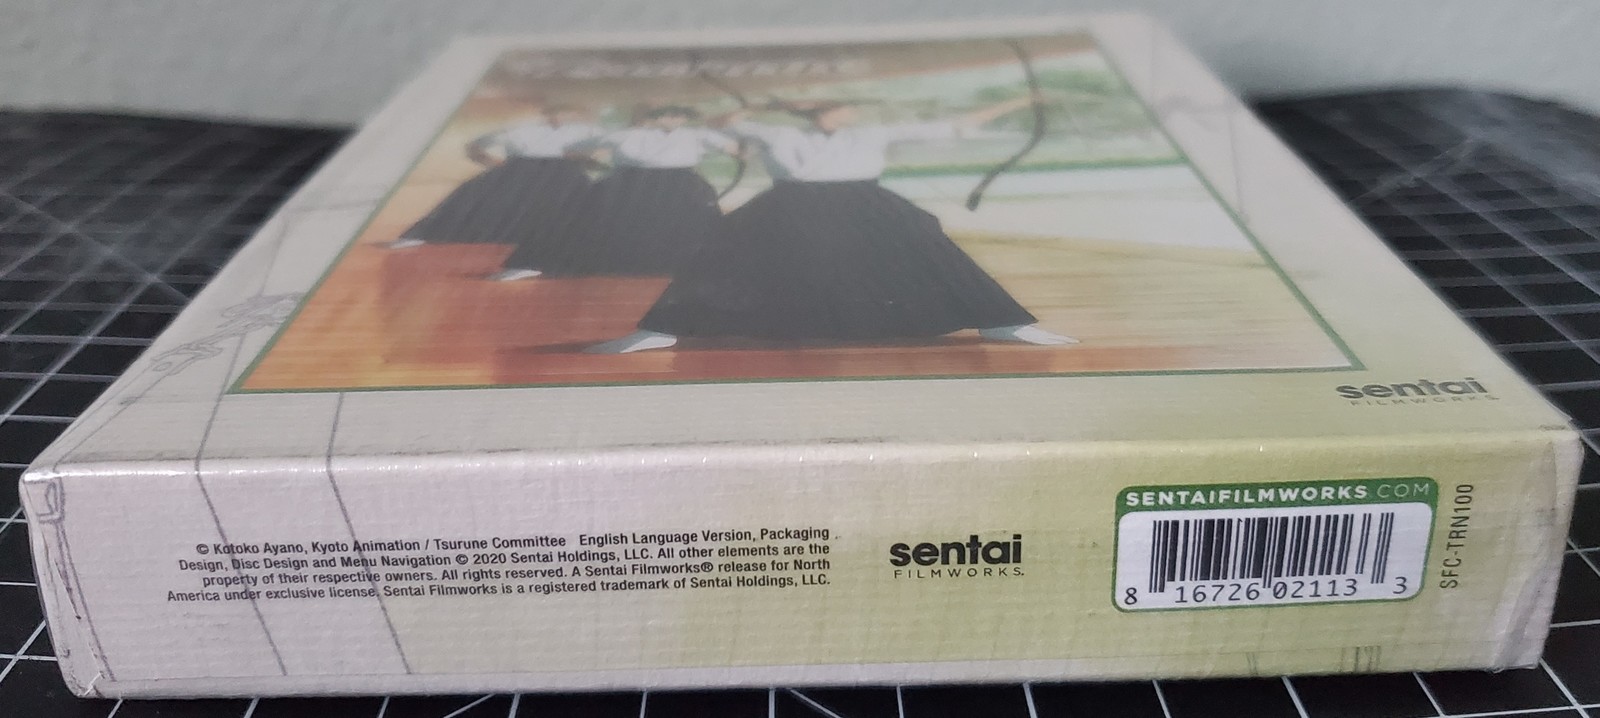 sentai
FILMWORKS
© Kotoko Ayano, Kyoto Animation / Tsurune Committee English Language Version, Packaging
Design, Disc Design and Menu Navigation © 2020 Sentai Holdings, LLC. All other elements are the
property of their respective owners. All rights reserved. A Sentai Filmworks® release for North
America under exclusive license. Sentai Filmworks is a registered trademark of Sentai Holdings, LLC.
sentai
FILMWORKS.
SENTAIFILMWORKS.COM
8 16726 02113 3
SFC-TRN100